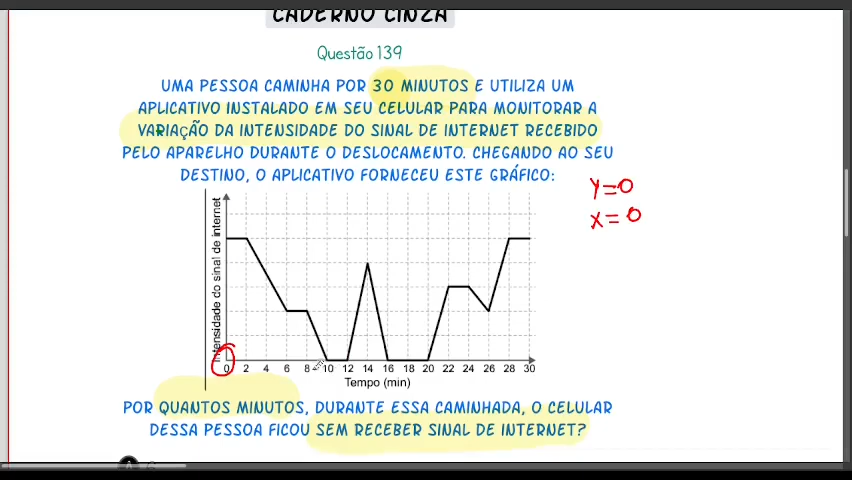 CADERNO CINZA
Questão 139
UMA PESSOA CAMINHA POR 30 MINUTOS E UTILIZA UM
APLICATIVO INSTALADO EM SEU CELULAR PARA MONITORAR A
VARIAÇÃO DA INTENSIDADE DO SINAL DE INTERNET RECEBIDO
PELO APARELHO DURANTE O DESLOCAMENTO. CHEGANDO AO SEU
DESTINO, O APLICATIVO FORNECEU ESTE GRÁFICO:
Y=0
X=0
Intensidade do sinal de internet
0 2 4 6 8 10 12 14 16 18 20 22 24 26 28 30
Tempo (min)
POR QUANTOS MINUTOS, DURANTE ESSA CAMINHADA, O CELULAR
DESSA PESSOA FICOU SEM RECEBER SINAL DE INTERNET?
A